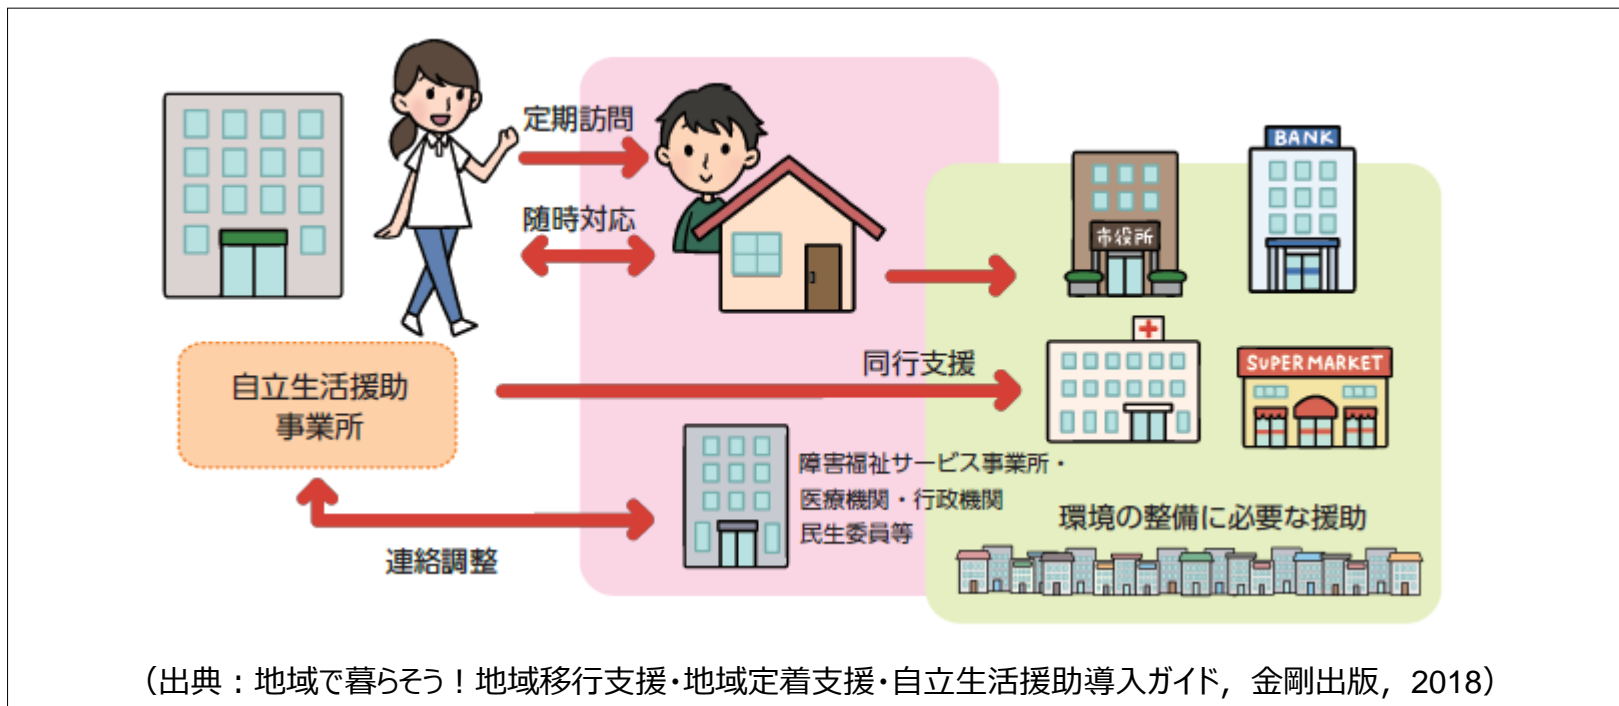 定期訪問
随時対応
市役所
BANK
同行支援
SUPER MARKET
自立生活援助
事業所
障害福祉サービス事業所・
医療機関・行政機関
民生委員等
環境の整備に必要な援助
連絡調整
（出典：地域で暮らそう！地域移行支援・地域定着支援・自立生活援助導入ガイド，金剛出版，2018）